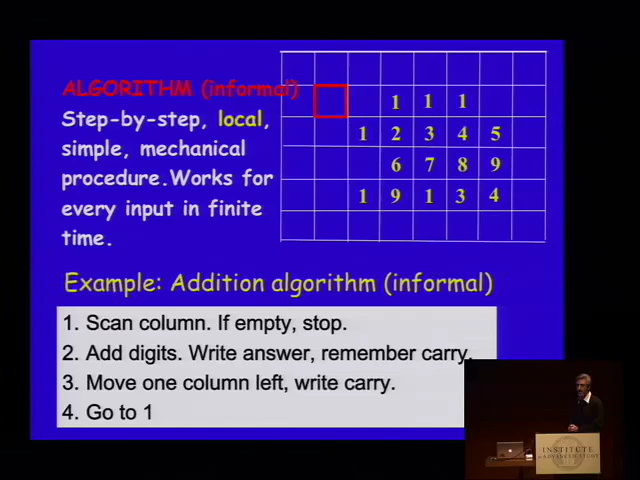 ALGORITHM (informal)
Step-by-step, local,
simple, mechanical
procedure.Works for
every input in finite
time.
1 1 1
1 2 3 4 5
6 7 8 9
1 9 1 3 4
Example: Addition algorithm (informal)
1. Scan column. If empty, stop.
2. Add digits. Write answer, remember carry.
3. Move one column left, write carry.
4. Go to 1
INSTITUTE
ADVANCED STUDY